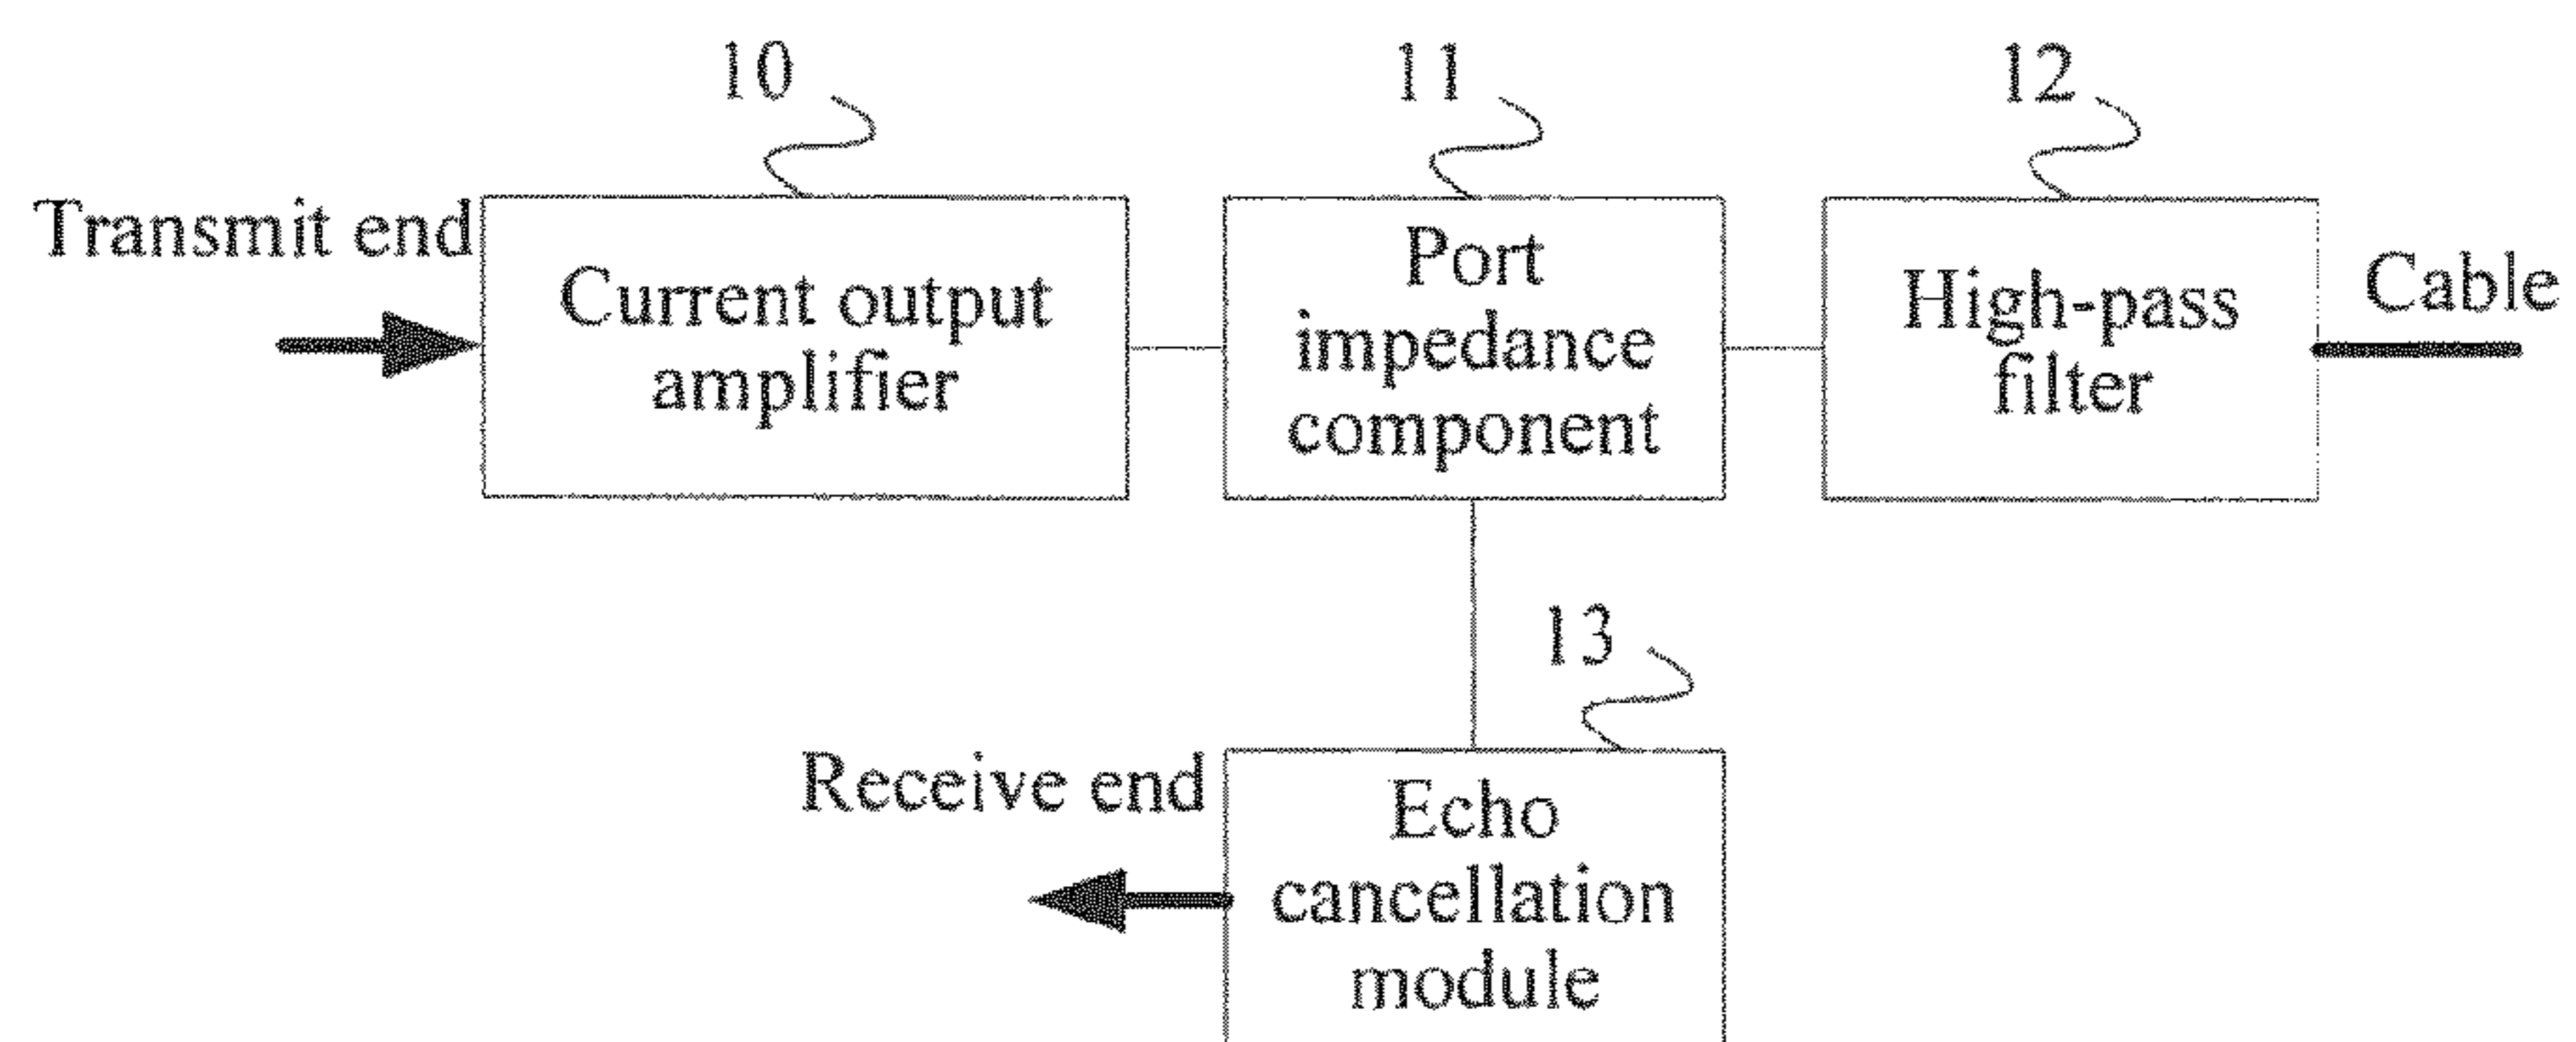 10
11
12
Transmit end
Current output
amplifier
Port
impedance
component
High-pass
filter
Cable
13
Receive end
Echo
cancellation
module